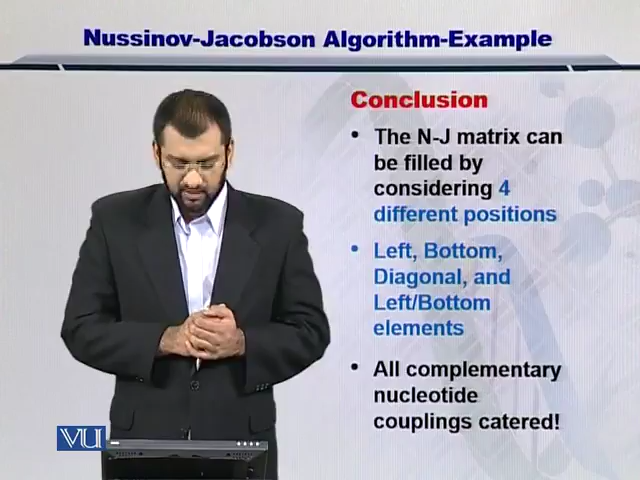 Nussinov-Jacobson Algorithm-Example
Conclusion
• The N-J matrix can
be filled by
considering 4
different positions
• Left, Bottom,
Diagonal, and
Left/Bottom
elements
• All complementary
nucleotide
couplings catered!
VU